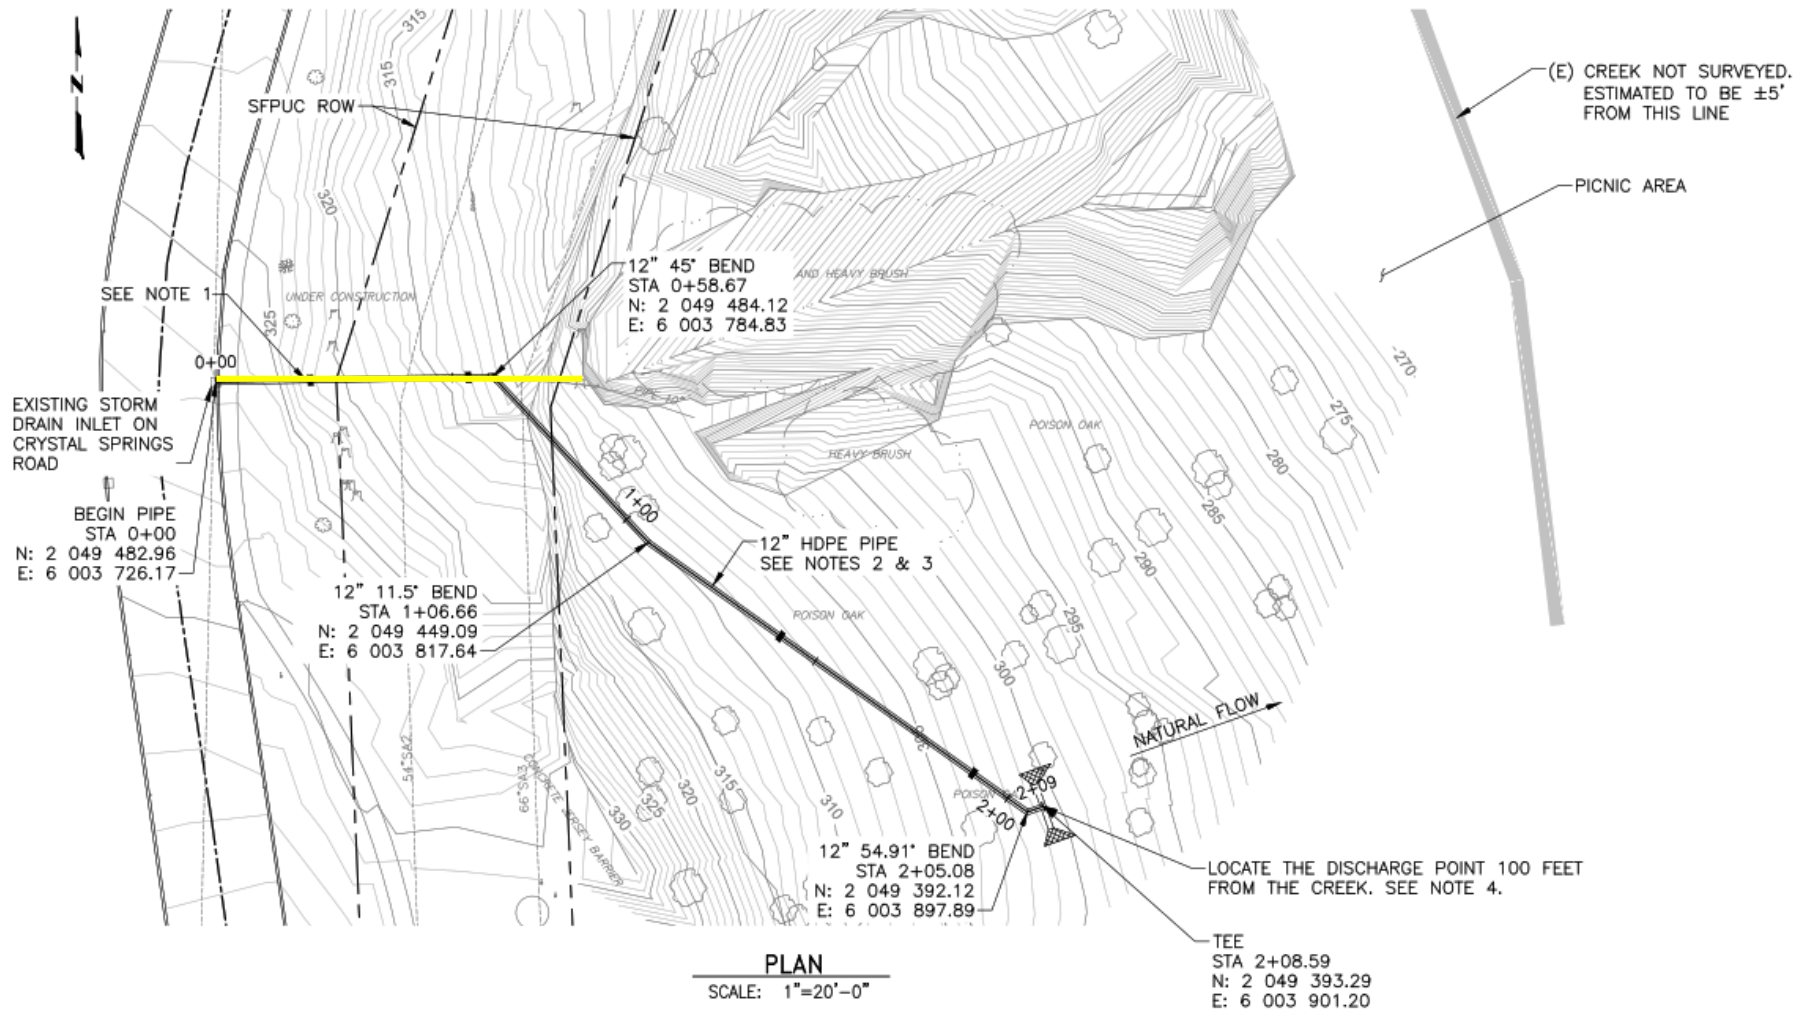 315
315
N
SFPUC ROW
(E) CREEK NOT SURVEYED.
ESTIMATED TO BE ±5'
FROM THIS LINE
PICNIC AREA
320
12" 45° BEND
STA 0+58.67
N: 2 049 484.12
E: 6 003 784.83
AND HEAVY BRUSH
SEE NOTE 1
UNDER CONSTRUCTION
325
0+00
270
EXISTING STORM
DRAIN INLET ON
CRYSTAL SPRINGS
ROAD
275
POISON OAK
HEAVY BRUSH
280
285
1+00
BEGIN PIPE
STA 0+00
N: 2 049 482.96
E: 6 003 726.17
12" HDPE PIPE
SEE NOTES 2 & 3
290
12" 11.5° BEND
STA 1+06.66
N: 2 049 449.09
E: 6 003 817.64
POISON OAK
295
300
NATURAL FLOW
54"SA2
66"SA3
CONCRETE JERSEY BARRIER
315
320
325
330
310
POISON OAK
2+09
2+00
12" 54.91° BEND
STA 2+05.08
N: 2 049 392.12
E: 6 003 897.89
LOCATE THE DISCHARGE POINT 100 FEET
FROM THE CREEK. SEE NOTE 4.
TEE
STA 2+08.59
N: 2 049 393.29
E: 6 003 901.20
PLAN
SCALE: 1"=20'-0"